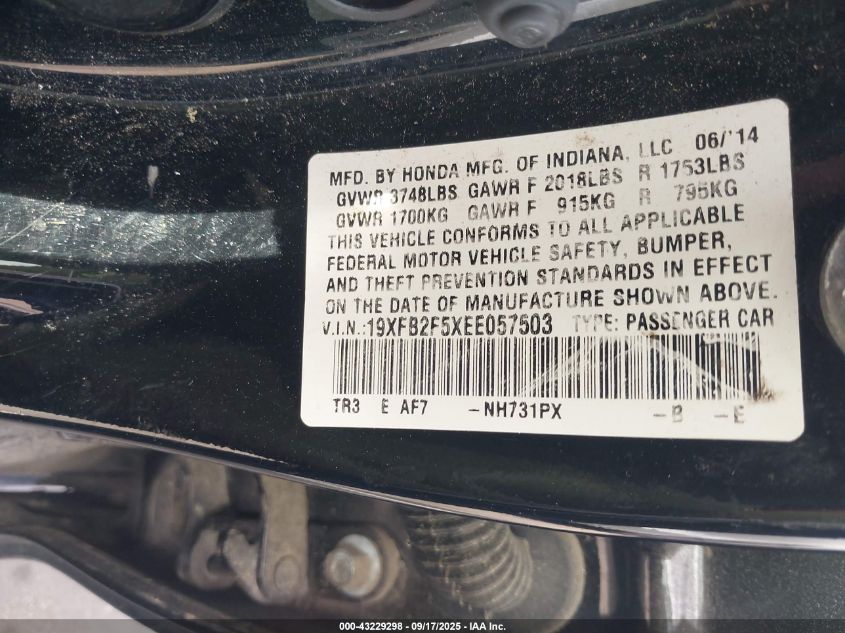 MFD. BY HONDA MFG. OF INDIANA, LLC 06/'14
GVWR 3748LBS GAWR F 2018LBS R 1753LBS
GVWR 1700KG GAWR F 915KG R 795KG
THIS VEHICLE CONFORMS TO ALL APPLICABLE
FEDERAL MOTOR VEHICLE SAFETY, BUMPER,
AND THEFT PREVENTION STANDARDS IN EFFECT
ON THE DATE OF MANUFACTURE SHOWN ABOVE.
V.I.N.:19XFB2F5XEE057503 TYPE: PASSENGER CAR
TR3 E AF7 -NH731PX -B -E
000-43229298 - 09/17/2025 - IAA Inc.